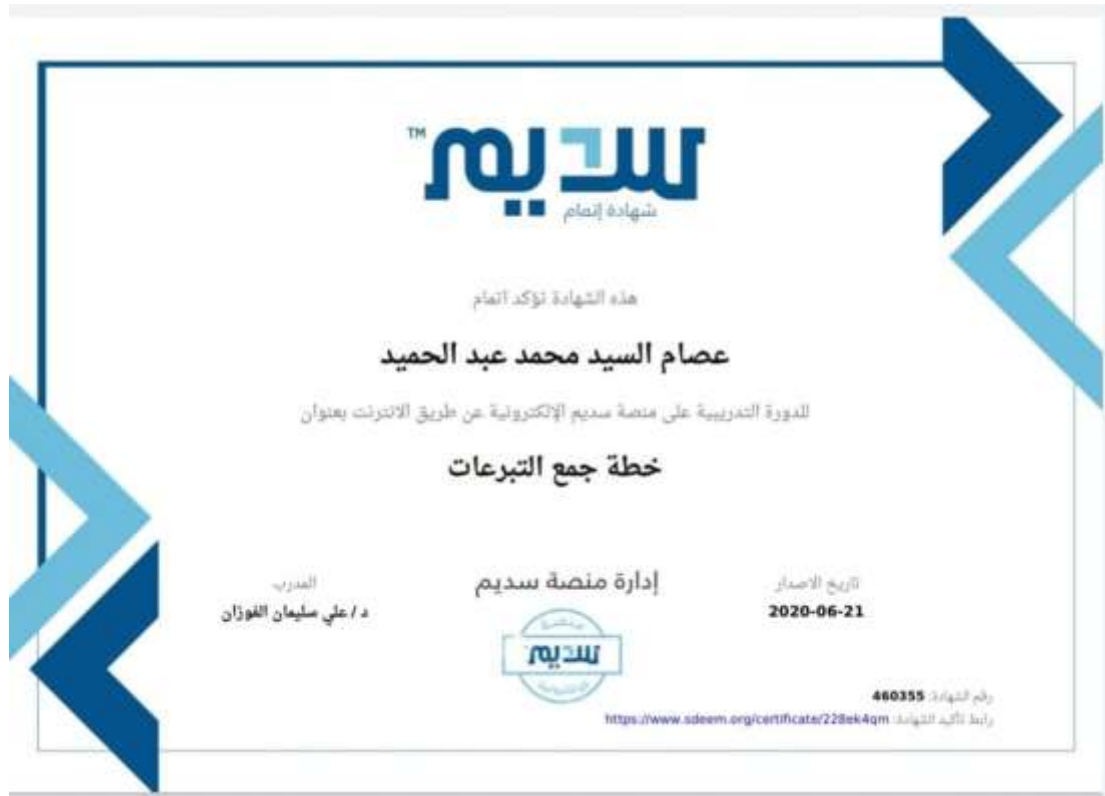 سديم™
شهادة إتمام
هذه الشهادة تؤكد اتمام
عصام السيد محمد عبد الحميد
للدورة التدريبية على منصة سديم الإلكترونية عن طريق الانترنت بعنوان
خطة جمع التبرعات
تاريخ الاصدار
2020-06-21
إدارة منصة سديم
منصة
سديم
الالكترونية
المدرب
د / علي سليمان الفوزان
رقم الشهادة: 460355
رابط تأكيد الشهادة: https://www.sdeem.org/certificate/228ek4qm